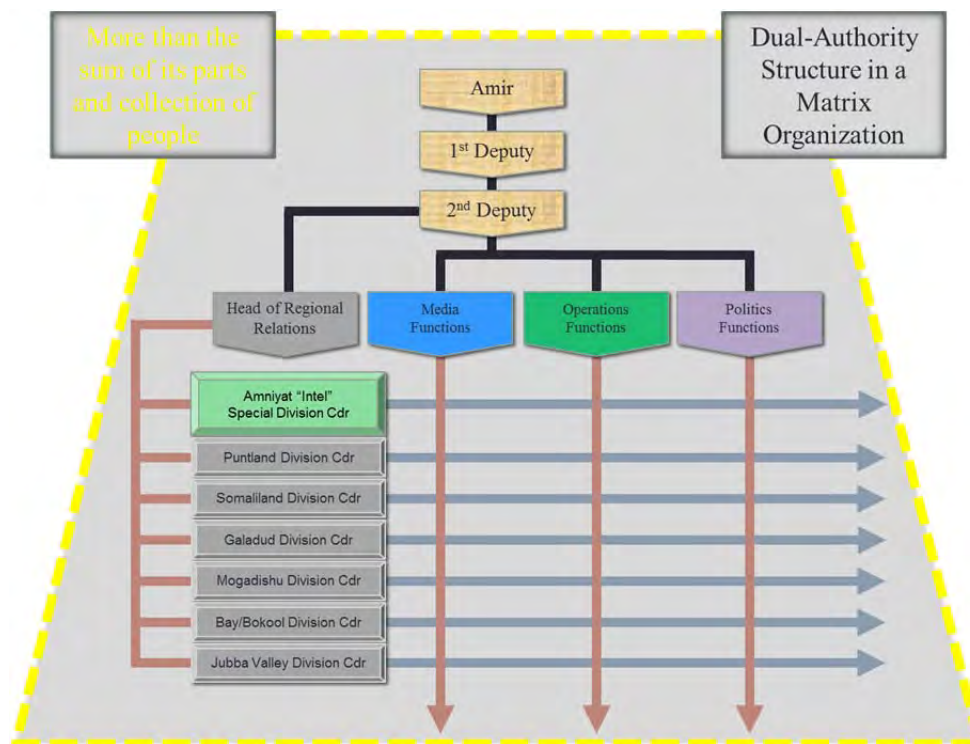 More than the
sum of its parts
and collection of
people
Dual-Authority
Structure in a
Matrix
Organization
Amir
1st Deputy
2nd Deputy
Head of Regional
Relations
Media
Functions
Operations
Functions
Politics
Functions
Amniyat “Intel”
Special Division Cdr
Puntland Division Cdr
Somaliland Division Cdr
Galadud Division Cdr
Mogadishu Division Cdr
Bay/Bokool Division Cdr
Jubba Valley Division Cdr